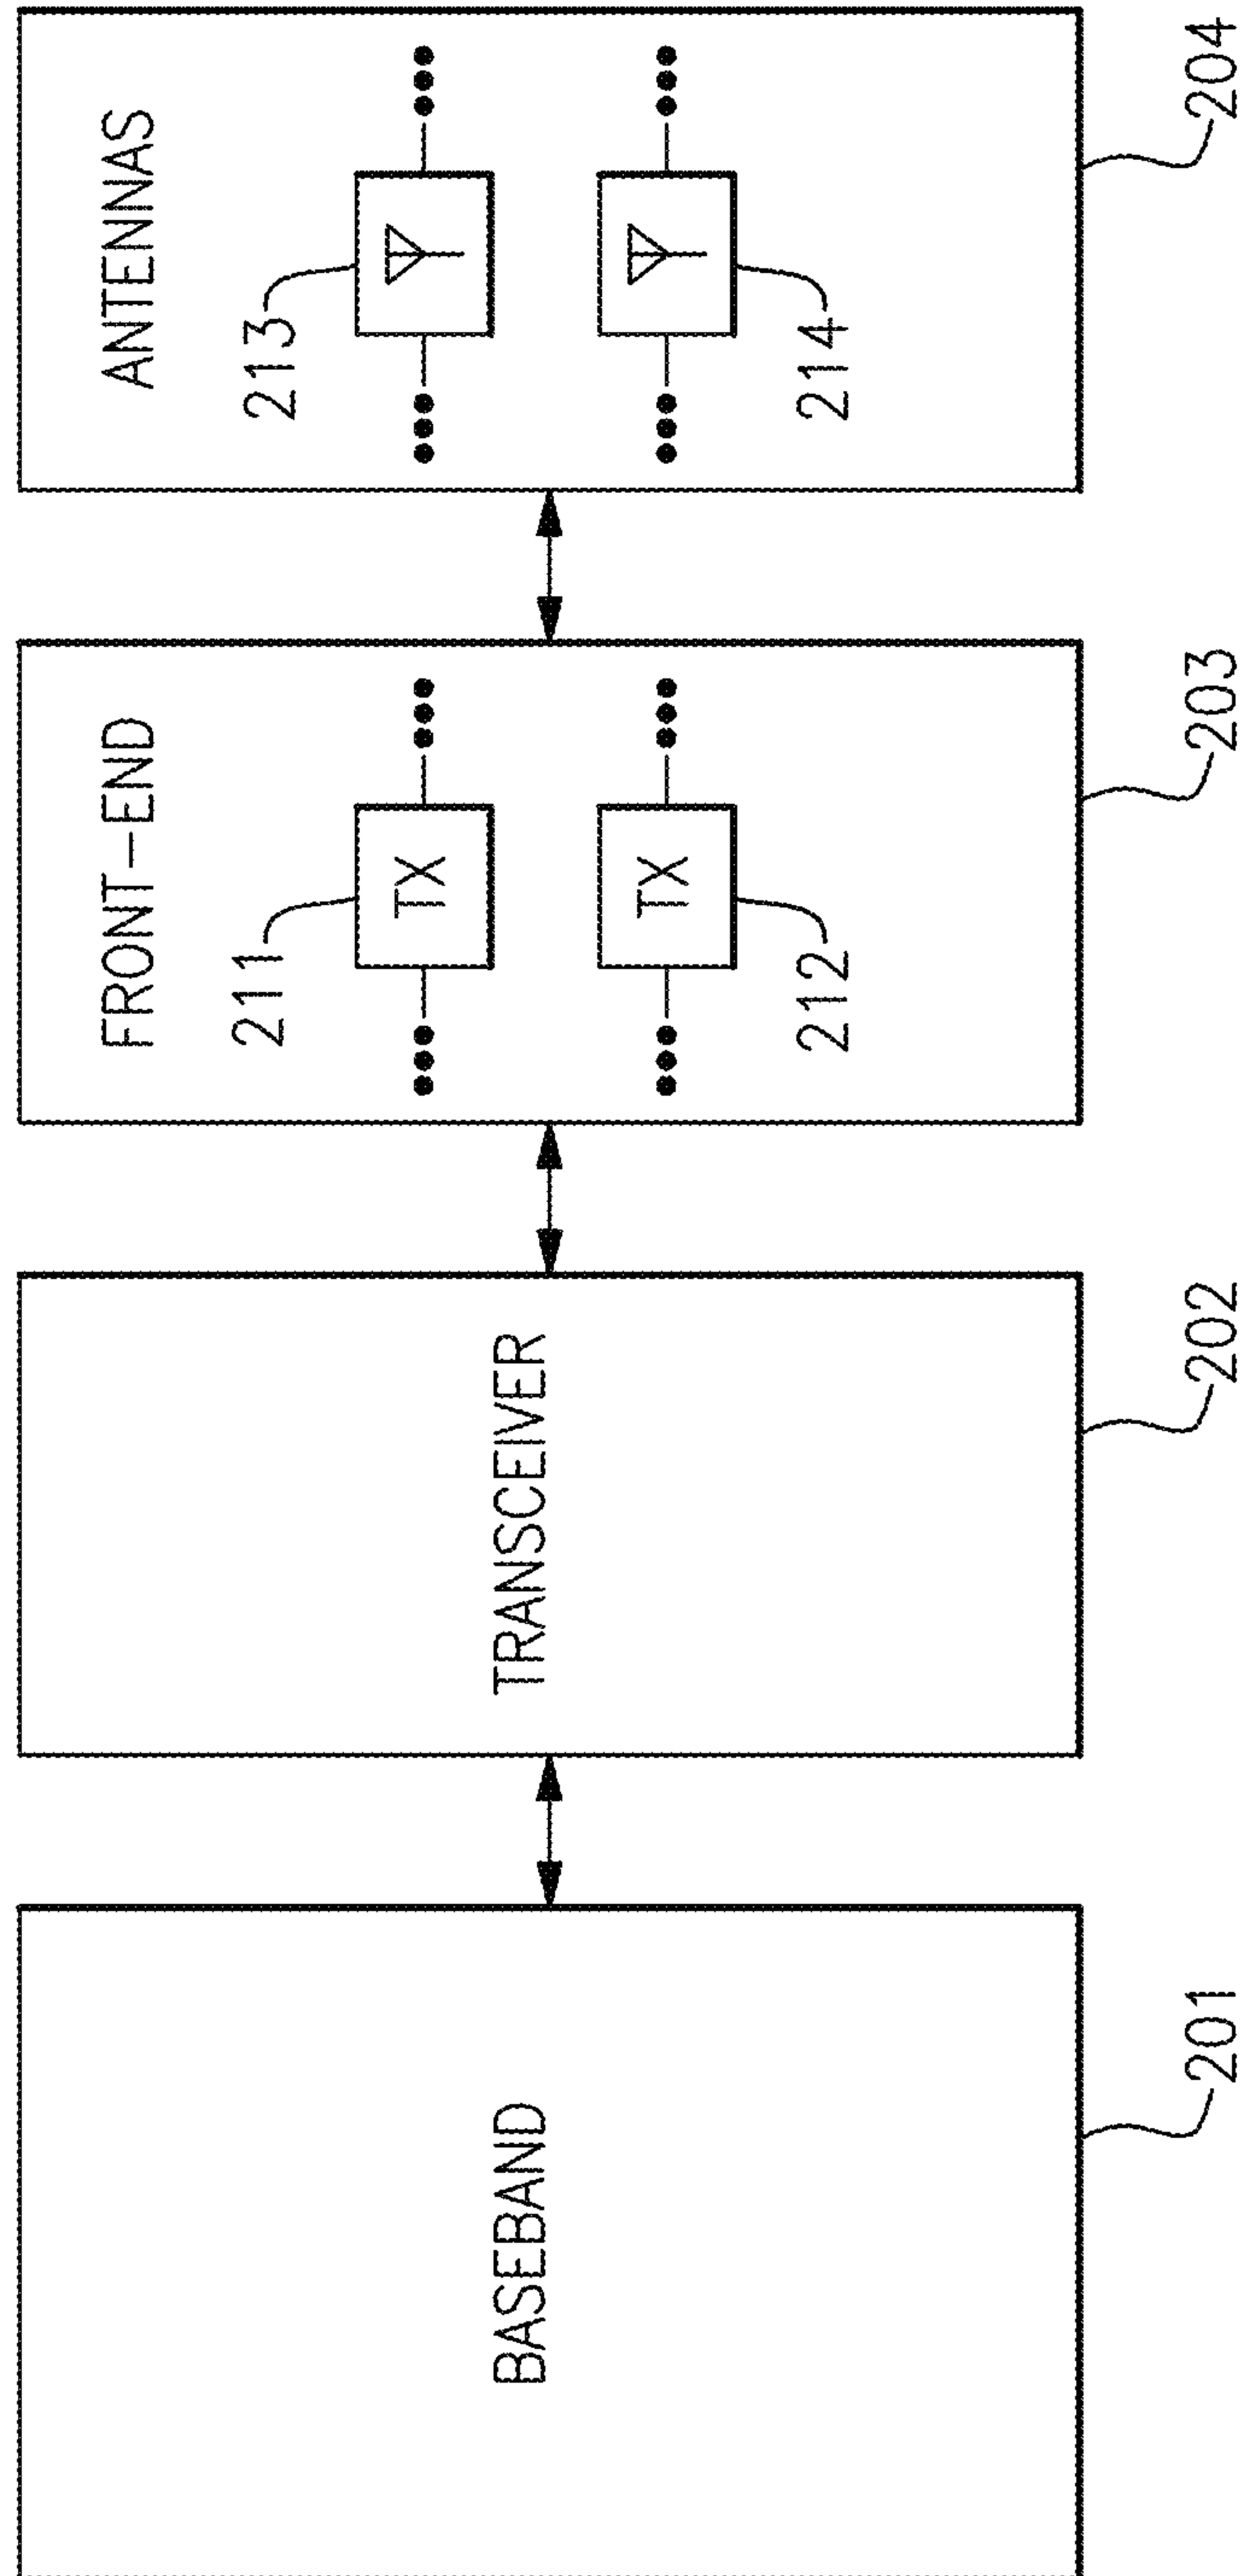 BASEBAND
201
TRANSCEIVER
202
FRONT-END
211
TX
TX
212
203
ANTENNAS
213
214
204